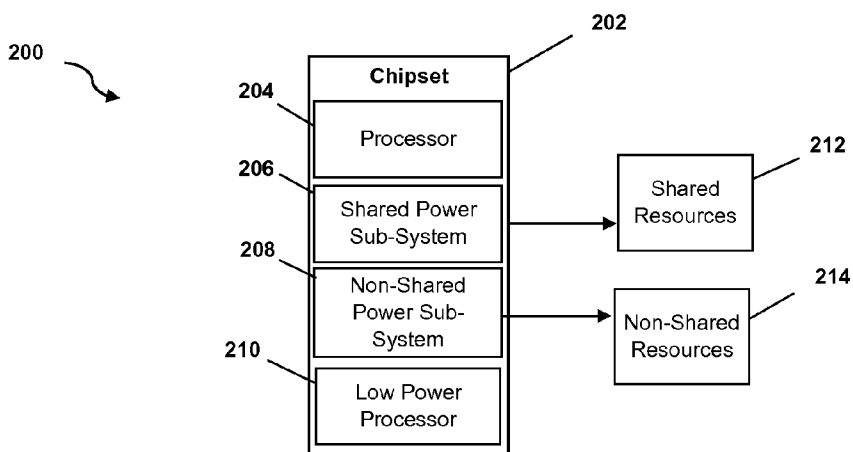 200
202
Chipset
204
Processor
206
Shared Power
Sub-System
212
Shared
Resources
208
Non-Shared
Power Sub-
System
214
Non-Shared
Resources
210
Low Power
Processor